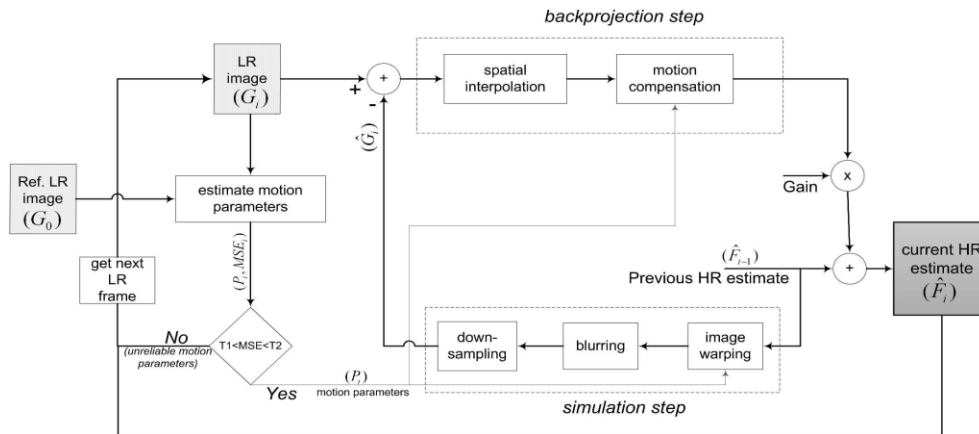 backprojection step
LR
image
(G_i)
+
+
-
spatial
interpolation
motion
compensation
(Ĝ_i)
Ref. LR
image
(G_0)
estimate motion
parameters
Gain
x
(P_i, MSE_i)
get next
LR
frame
(F̂_{i-1})
Previous HR estimate
+
current HR
estimate
(F̂_i)
No
(unreliable motion
parameters)
T1<MSE<T2
down-
sampling
blurring
image
warping
Yes
(P_i)
motion parameters
simulation step